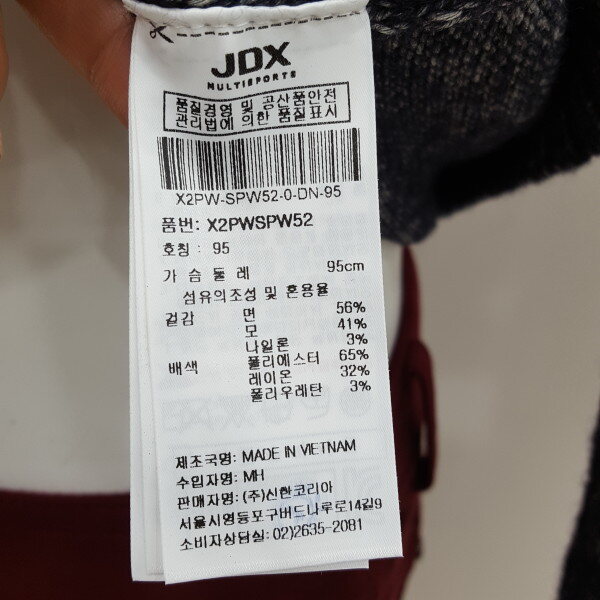 JDX
MULTISPORTS
품질경영 및 공산품안전
관리법에 의한 품질표시
X2PW-SPW52-0-DN-95
품번: X2PWSPW52
호칭 : 95
가 슴 둘 레 95cm
섬유의조성 및 혼용율
겉감 면 56%
모 41%
나일론 3%
배색 폴리에스터 65%
레이온 32%
폴리우레탄 3%
제조국명: MADE IN VIETNAM
수입자명: MH
판매자명: (주)신한코리아
서울시영등포구버드나루로14길9
소비자상담실: 02)2635-2081